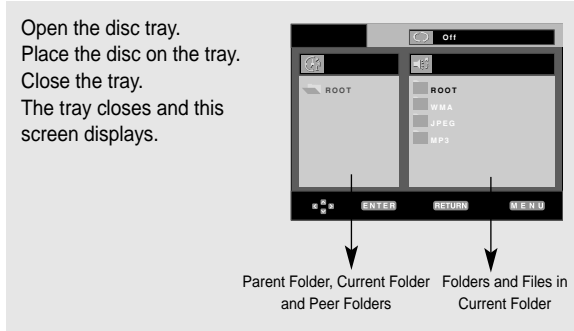 Open the disc tray.
Place the disc on the tray.
Close the tray.
The tray closes and this
screen displays.
Off
ROOT
ROOT
WMA
JPEG
MP3
ENTER RETURN MENU
Parent Folder, Current Folder
and Peer Folders
Folders and Files in
Current Folder